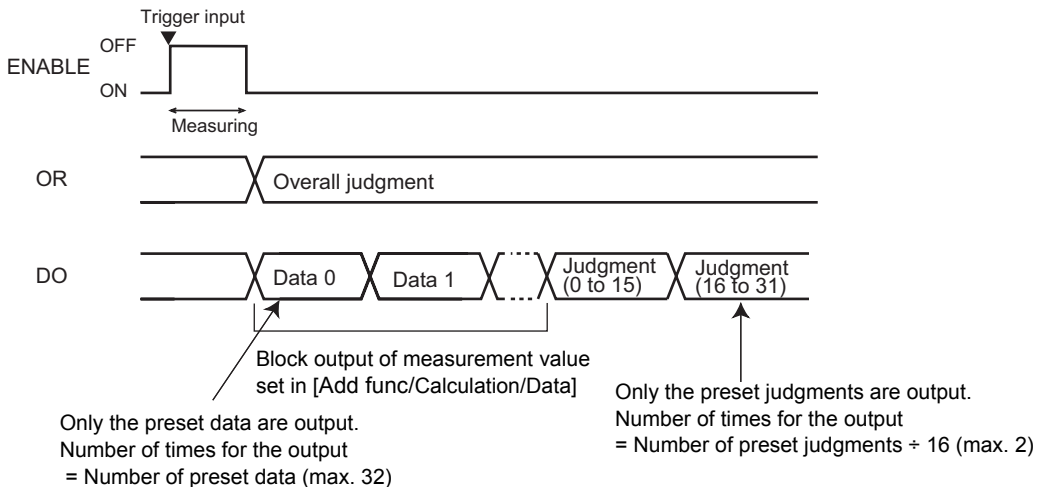 Trigger input
OFF
ENABLE
ON
Measuring
OR
Overall judgment
DO
Data 0
Data 1
Judgment
(0 to 15)
Judgment
(16 to 31)
Block output of measurement value
set in [Add func/Calculation/Data]
Only the preset data are output.
Number of times for the output
= Number of preset data (max. 32)
Only the preset judgments are output.
Number of times for the output
= Number of preset judgments ÷ 16 (max. 2)